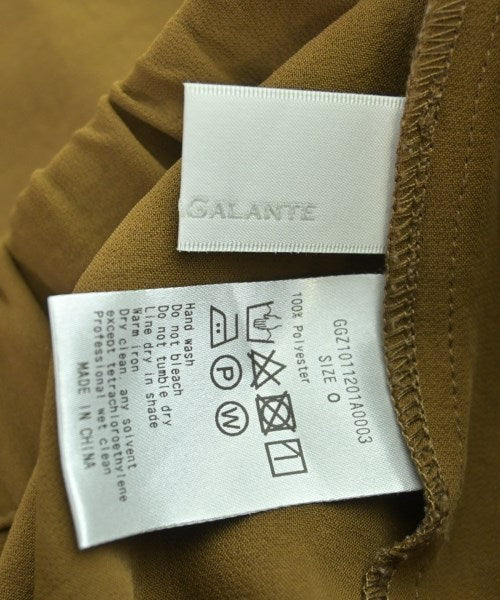 GALANTE
GGZ1011201A0003
SIZE 0
100% Polyester
P
W
Hand wash
Do not bleach
Do not tumble dry
Line dry in shade
Warm iron
Dry clean any solvent
except tetrachloroethylene
Professional wet clean
MADE IN CHINA